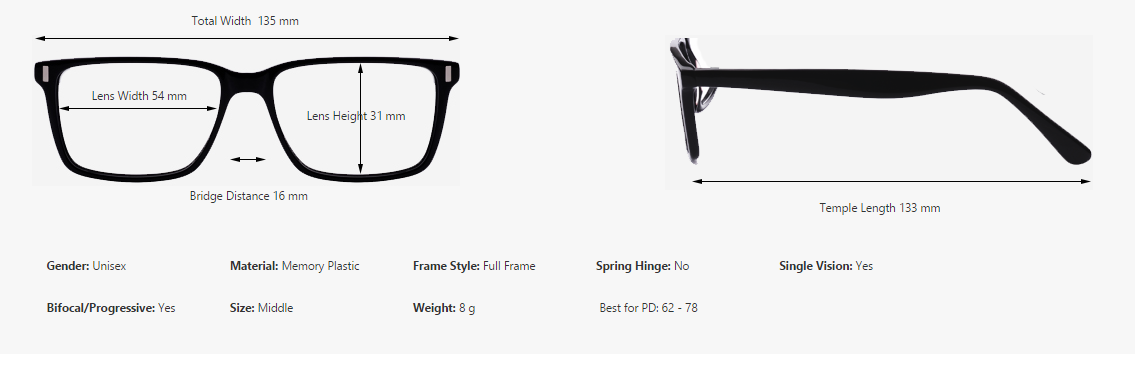 Total Width 135 mm
Lens Width 54 mm
Lens Height 31 mm
Bridge Distance 16 mm
Temple Length 133 mm
Gender: Unisex Material: Memory Plastic Frame Style: Full Frame Spring Hinge: No Single Vision: Yes
Bifocal/Progressive: Yes Size: Middle Weight: 8 g Best for PD: 62 - 78